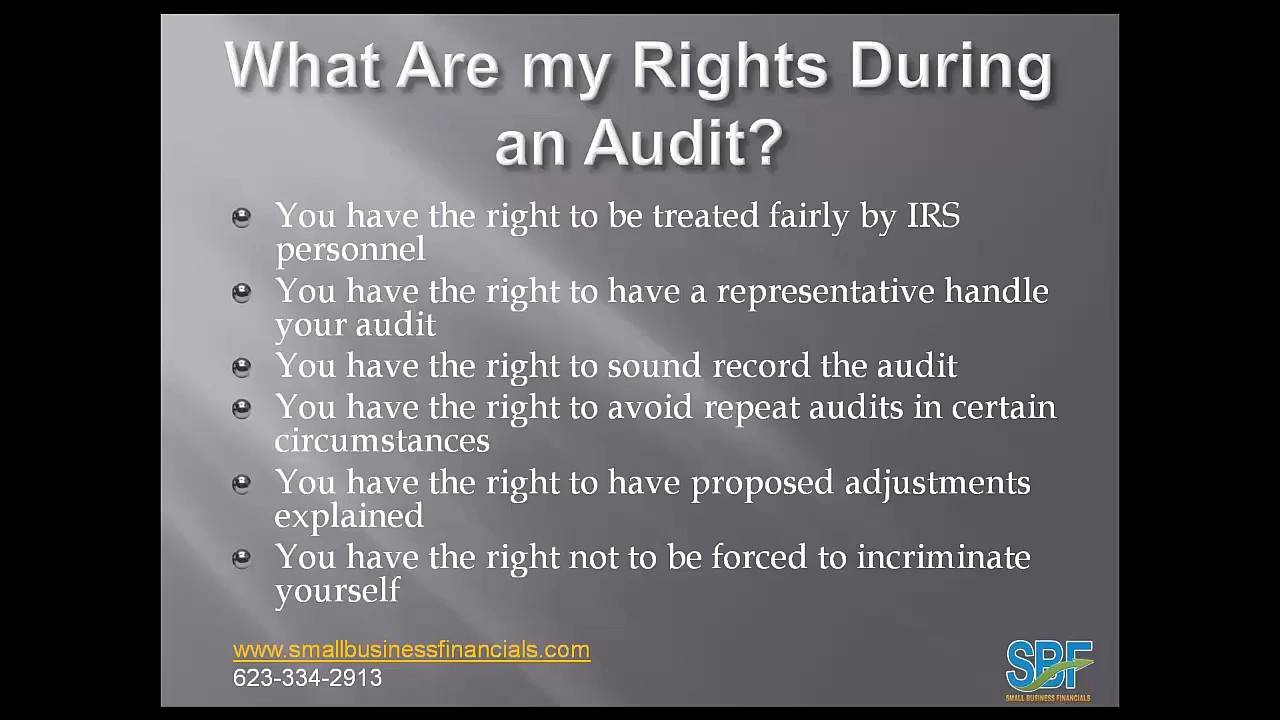 What Are my Rights During
an Audit?
You have the right to be treated fairly by IRS
personnel
You have the right to have a representative handle
your audit
You have the right to sound record the audit
You have the right to avoid repeat audits in certain
circumstances
You have the right to have proposed adjustments
explained
You have the right not to be forced to incriminate
yourself
www.smallbusinessfinancials.com
623-334-2913
SBF
SMALL BUSINESS FINANCIALS